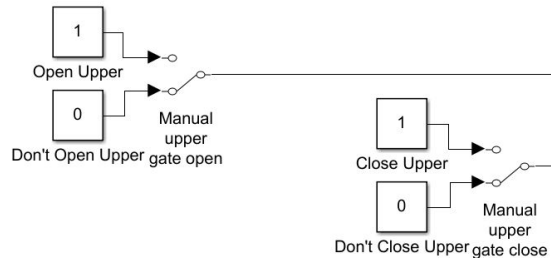 1
Open Upper
0
Don't Open Upper
Manual
upper
gate open
1
Close Upper
0
Don't Close Upper
Manual
upper
gate close